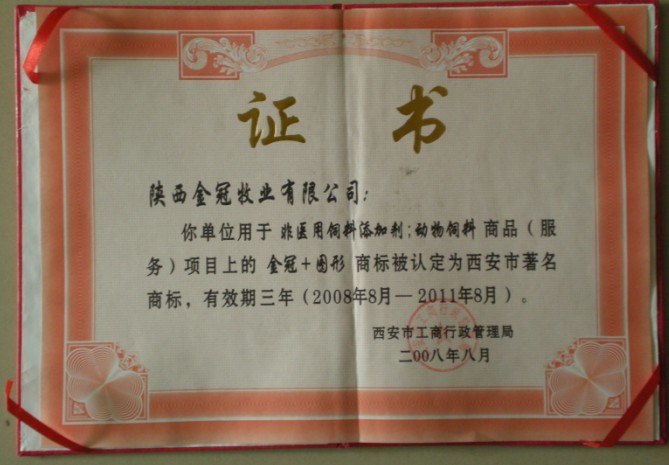 证 书
陕西金冠牧业有限公司：
你单位用于 非医用饲料添加剂；动物饲料 商品（服
务）项目上的 金冠+图形 商标被认定为西安市著名
商标，有效期三年（2008年8月—2011年8月）。
西安市工商行政管理局
二00八年八月